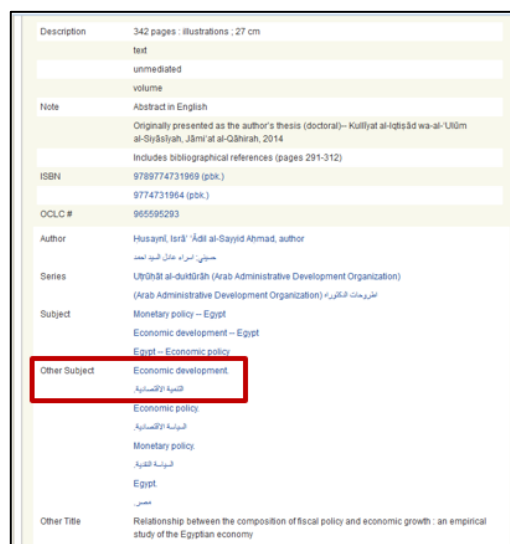 Description 342 pages : illustrations ; 27 cm
text
unmediated
volume
Note Abstract in English
Originally presented as the author's thesis (doctoral)-- Kullīyat al-Iqtiṣād wa-al-ʻUlūm
al-Siyāsīyah, Jāmiʻat al-Qāhirah, 2014
Includes bibliographical references (pages 291-312)
ISBN 9789774731969 (pbk.)
9774731964 (pbk.)
OCLC # 965595293
Author Ḥusaynī, Isrāʼ ʻĀdil al-Sayyid Aḥmad, author
حسيني، اسراء عادل السيد احمد
Series Uṭrūḥāt al-duktūrāh (Arab Administrative Development Organization)
(Arab Administrative Development Organization) اطروحات الدكتوراه
Subject Monetary policy -- Egypt
Economic development -- Egypt
Egypt -- Economic policy
Other Subject Economic development.
التنمية الاقتصادية.
Economic policy.
السياسة الاقتصادية.
Monetary policy.
السياسة النقدية.
Egypt.
مصر.
Other Title Relationship between the composition of fiscal policy and economic growth : an empirical
study of the Egyptian economy